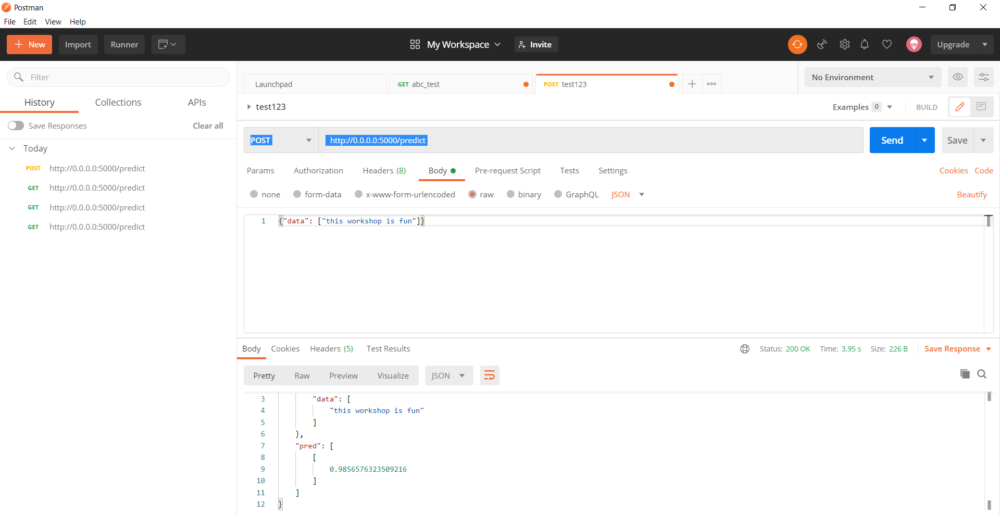 Postman
File Edit View Help
New Import Runner My Workspace Invite Upgrade
Filter
History Collections APIs
Save Responses Clear all
Today
POST http://0.0.0.0:5000/predict
GET http://0.0.0.0:5000/predict
GET http://0.0.0.0:5000/predict
GET http://0.0.0.0:5000/predict
Launchpad GET abc_test POST test123 No Environment
test123 Examples 0 BUILD
POST http://0.0.0.0:5000/predict Send Save
Params Authorization Headers (8) Body Pre-request Script Tests Settings Cookies Code
none form-data x-www-form-urlencoded raw binary GraphQL JSON Beautify
1 {"data": ["this workshop is fun"]}
Body Cookies Headers (5) Test Results Status: 200 OK Time: 3.95 s Size: 226 B Save Response
Pretty Raw Preview Visualize JSON
3 "data": [
4 "this workshop is fun"
5 ]
6 },
7 "pred": [
8 [
9 0.9856576323509216
10 ]
11 ]
12 }